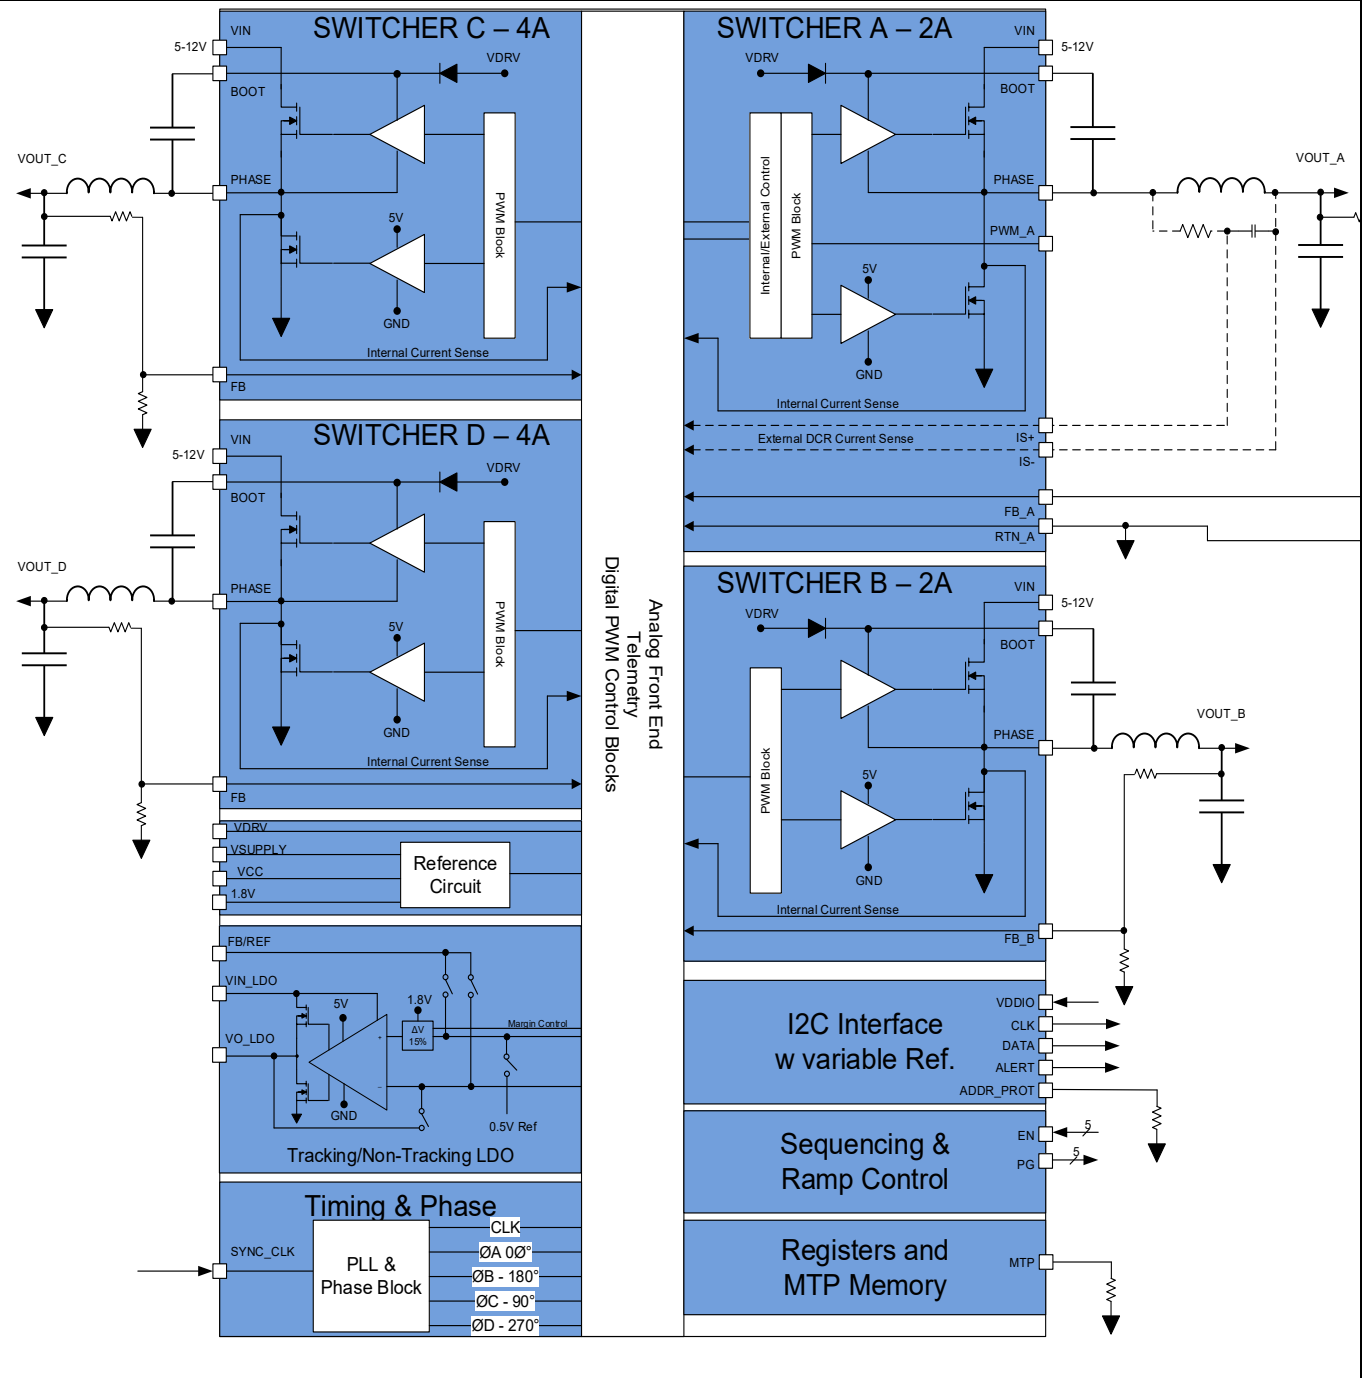 SWITCHER C – 4A
VIN
5-12V
VDRV
BOOT
VOUT_C
PHASE
PWM Block
5V
GND
Internal Current Sense
FB
SWITCHER D – 4A
VIN
5-12V
VDRV
BOOT
VOUT_D
PHASE
PWM Block
5V
GND
Internal Current Sense
FB
VDRV
VSUPPLY
VCC
1.8V
Reference
Circuit
FB/REF
VIN_LDO
VO_LDO
5V
1.8V
ΔV
15%
+
–
Margin Control
GND
0.5V Ref
Tracking/Non-Tracking LDO
Timing & Phase
SYNC_CLK
PLL &
Phase Block
CLK
ØA 0Ø°
ØB - 180°
ØC - 90°
ØD - 270°
Analog Front End
Telemetry
Digital PWM Control Blocks
SWITCHER A – 2A
VIN
5-12V
VDRV
BOOT
VOUT_A
PHASE
Internal/External Control
PWM Block
PWM_A
5V
GND
Internal Current Sense
External DCR Current Sense
IS+
IS-
FB_A
RTN_A
SWITCHER B – 2A
VIN
5-12V
VDRV
BOOT
VOUT_B
PHASE
PWM Block
5V
GND
Internal Current Sense
FB_B
I2C Interface
w variable Ref.
VDDIO
CLK
DATA
ALERT
ADDR_PROT
Sequencing &
Ramp Control
EN
5
PG
5
Registers and
MTP Memory
MTP